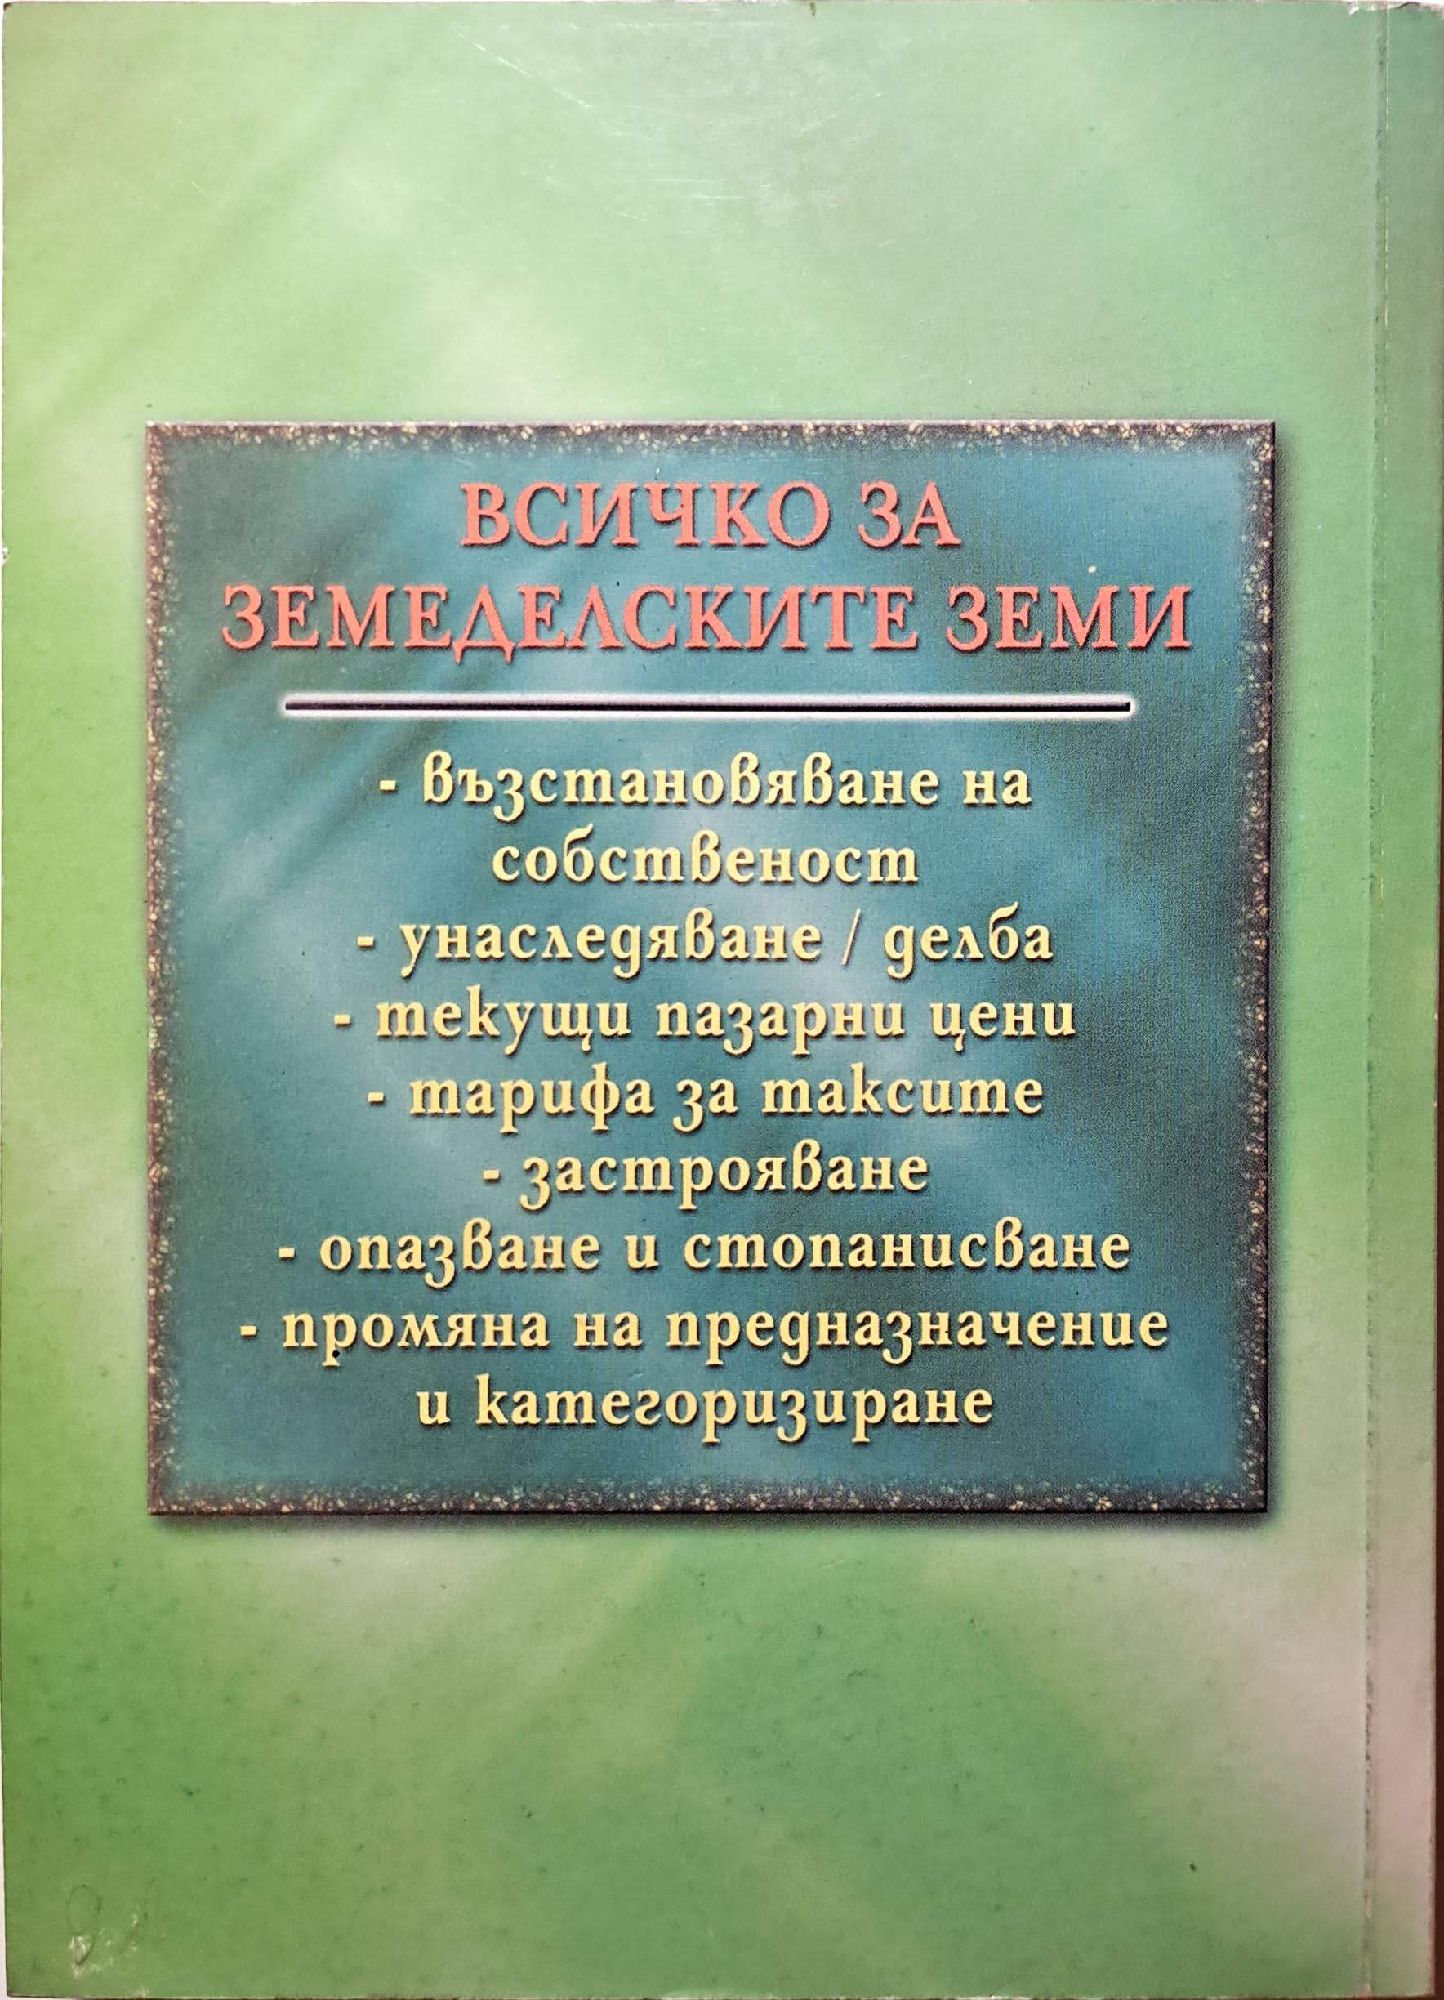 ВСИЧКО ЗА
ЗЕМЕДЕЛСКИТЕ ЗЕМИ
- възстановяване на
собственост
- унаследяване / делба
- текущи пазарни цени
- тарифа за таксите
- застрояване
- опазване и стопанисване
- промяна на предназначение
и категоризиране